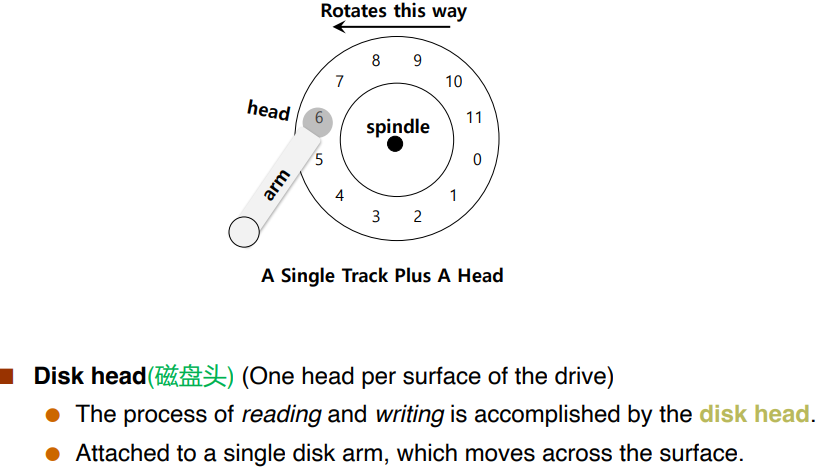 Rotates this way
8 9
7 10
head 6 11
spindle
5 0
arm
4 1
3 2
A Single Track Plus A Head
Disk head(磁盘头) (One head per surface of the drive)
The process of reading and writing is accomplished by the disk head.
Attached to a single disk arm, which moves across the surface.